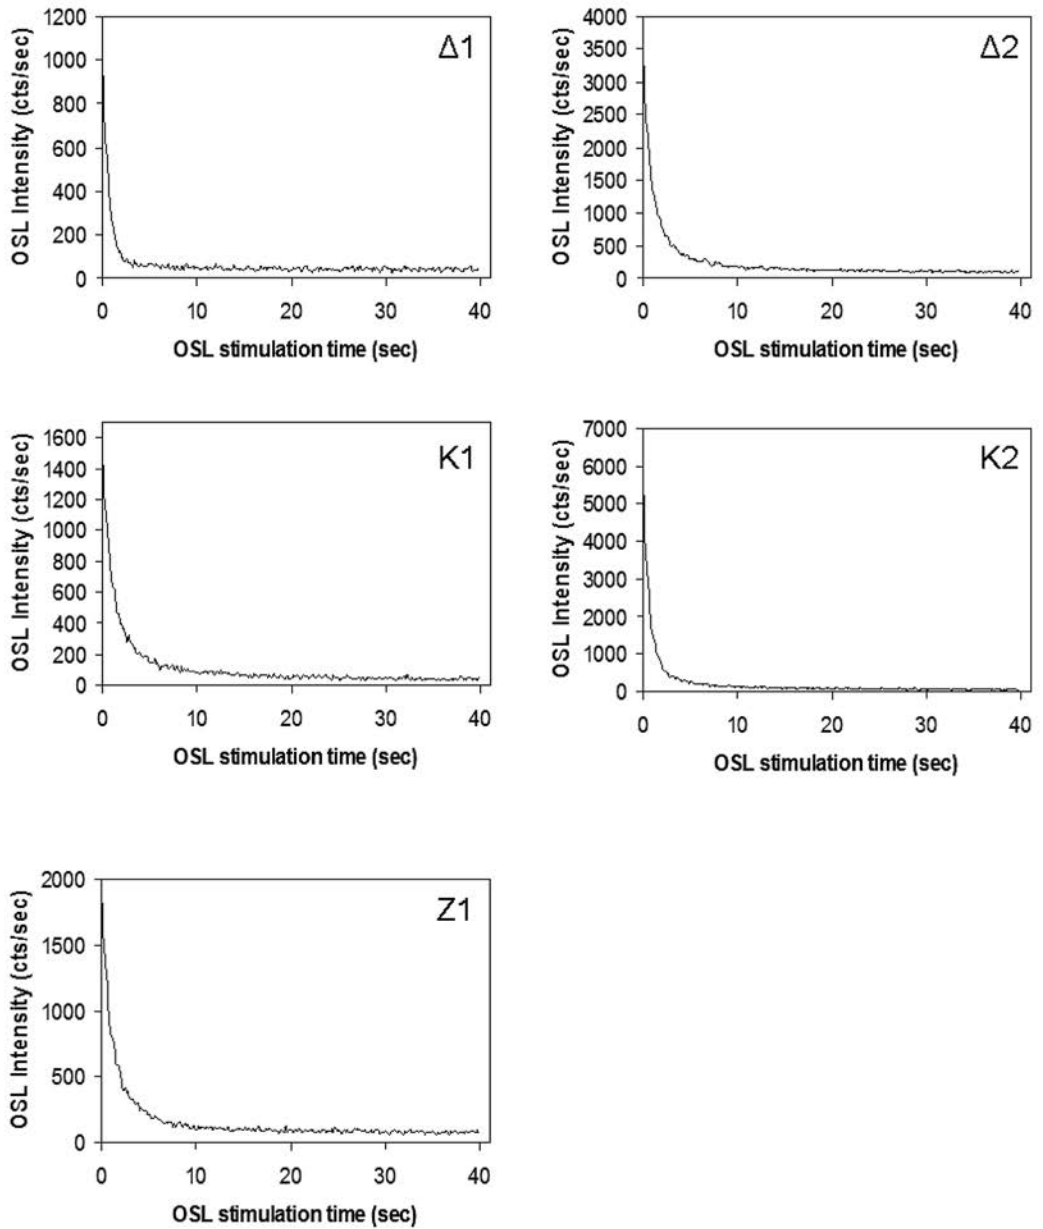 Δ1
OSL Intensity (cts/sec)
1200
1000
800
600
400
200
0
0 10 20 30 40
OSL stimulation time (sec)
Δ2
OSL Intensity (cts/sec)
4000
3500
3000
2500
2000
1500
1000
500
0
0 10 20 30 40
OSL stimulation time (sec)
K1
OSL Intensity (cts/sec)
1600
1400
1200
1000
800
600
400
200
0
0 10 20 30 40
OSL stimulation time (sec)
K2
OSL Intensity (cts/sec)
7000
6000
5000
4000
3000
2000
1000
0
0 10 20 30 40
OSL stimulation time (sec)
Z1
OSL Intensity (cts/sec)
2000
1500
1000
500
0
0 10 20 30 40
OSL stimulation time (sec)